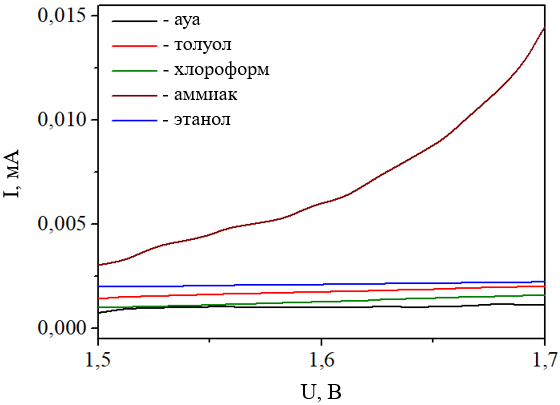 0,015
0,010
0,005
0,000
I, мА
- ауа
- толуол
- хлороформ
- аммиак
- этанол
1,5
1,6
1,7
U, В